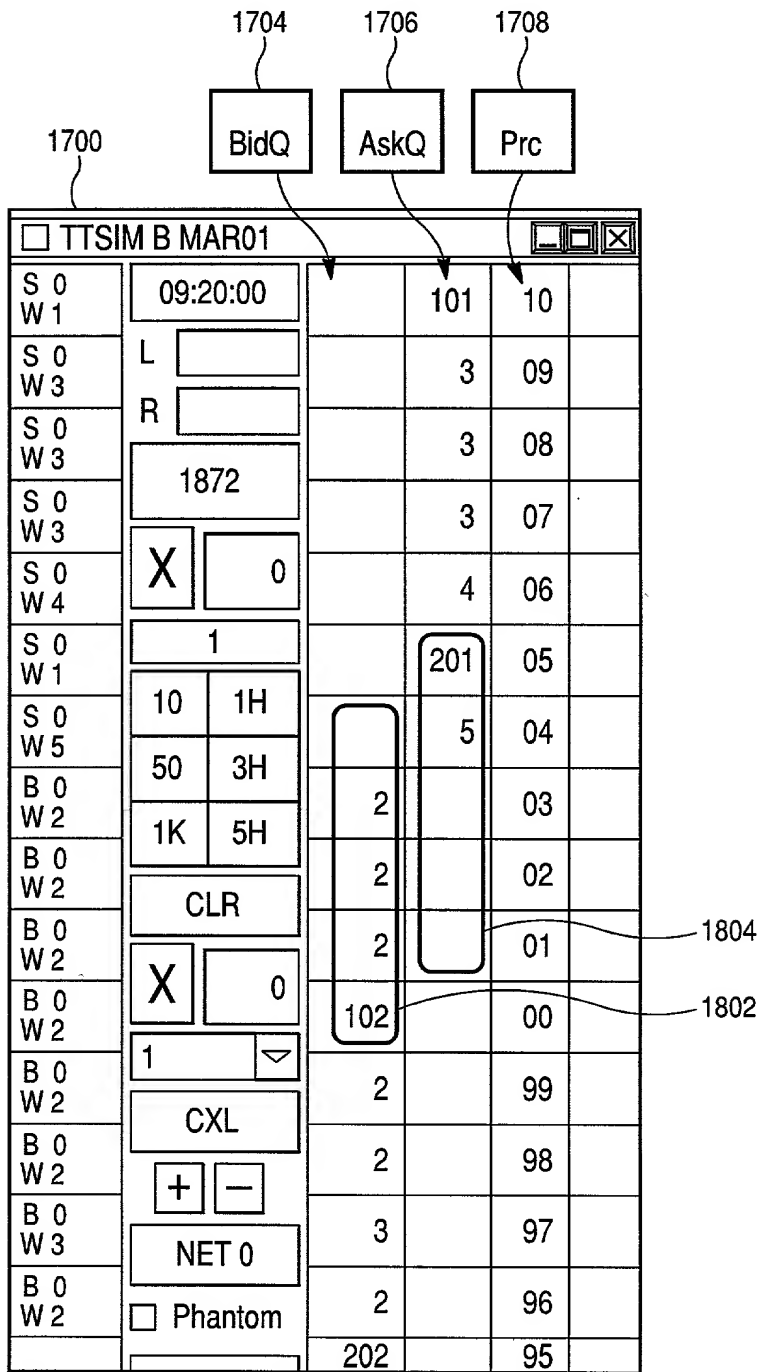 1704 1706 1708
1700
BidQ AskQ Prc
TTSIM B MAR01
S 0
W 1
09:20:00
101 10
S 0
W 3
L
3 09
S 0
W 3
R
3 08
S 0
W 3
1872
3 07
S 0
W 4
X 0
4 06
S 0
W 1
1
201 05
S 0
W 5
10 1H
5 04
B 0
W 2
50 3H
2 03
B 0
W 2
1K 5H
2 02
B 0
W 2
CLR
2 01
1804
B 0
W 2
X 0
102 00
1802
B 0
W 2
1
2 99
B 0
W 2
CXL
2 98
B 0
W 3
+ −
3 97
B 0
W 2
NET 0
2 96
Phantom
202 95